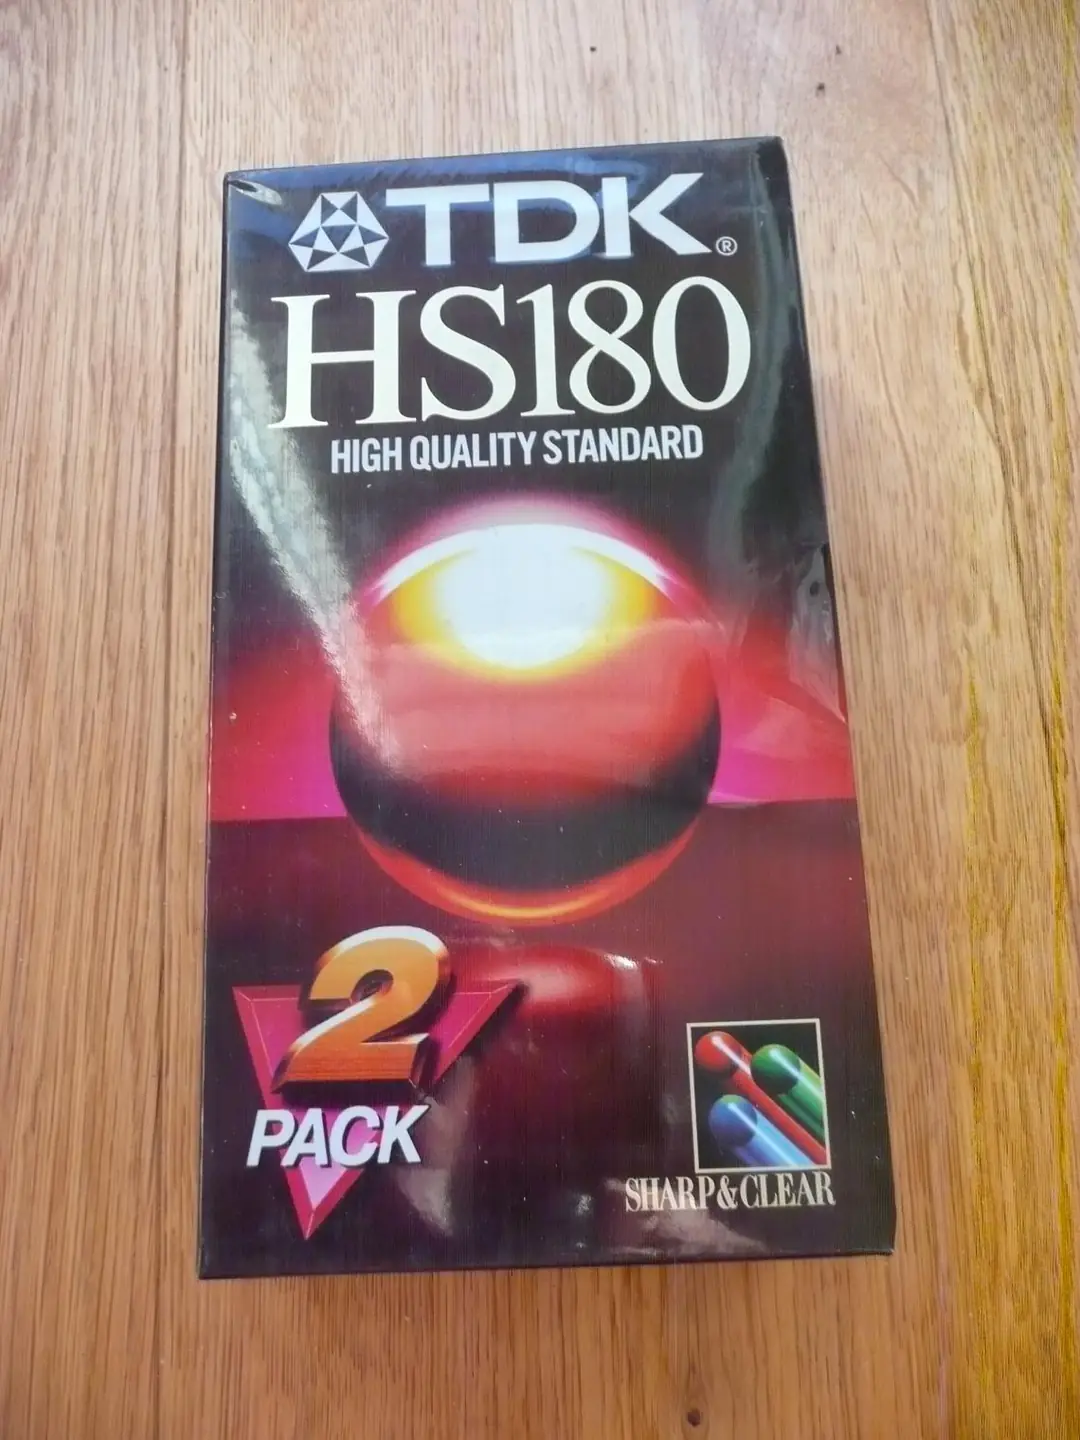 TDK®
HS180
HIGH QUALITY STANDARD
2
PACK
SHARP&CLEAR